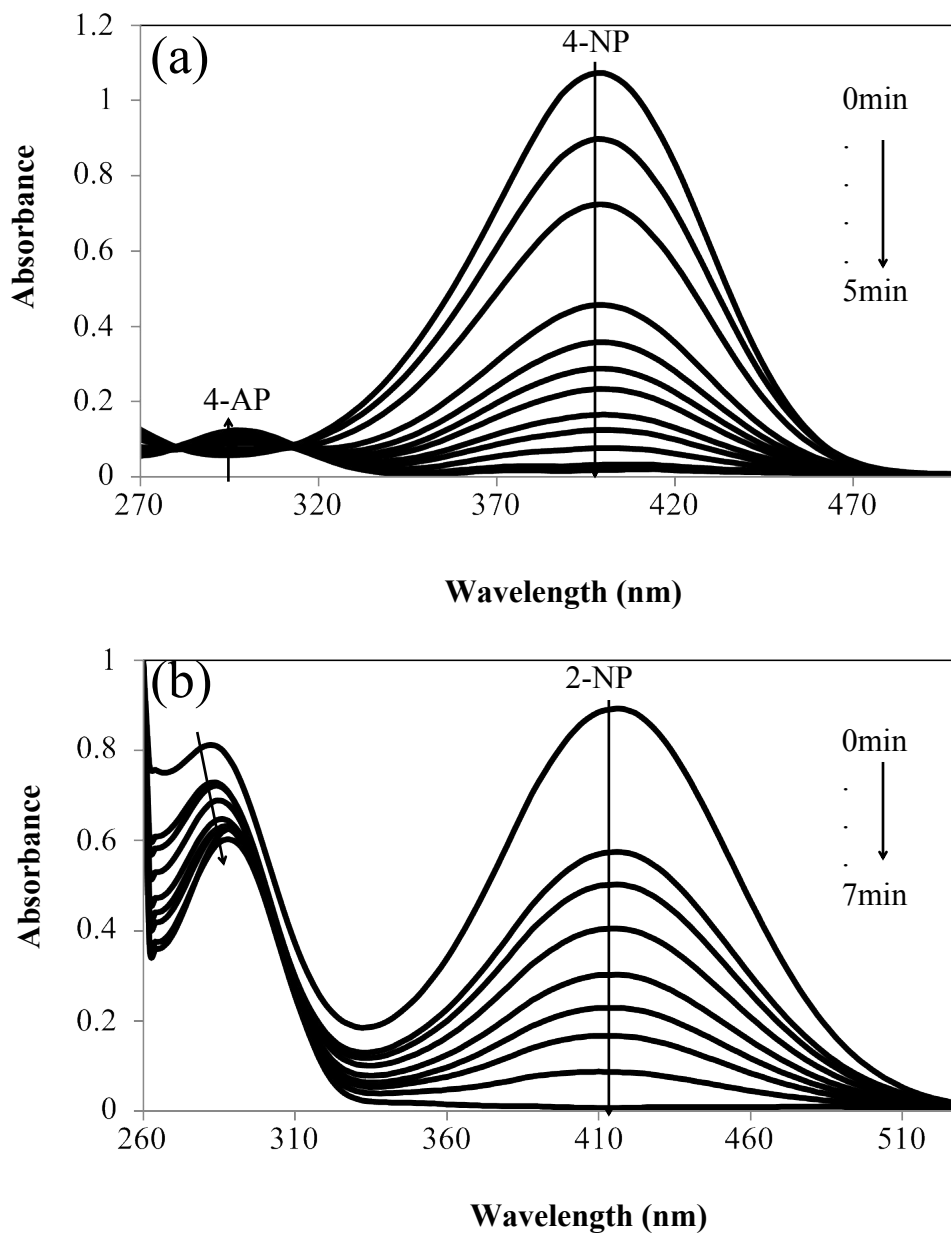 (a)
4-NP
1.2
1
0.8
0.6
0.4
0.2
0
Absorbance
0min
5min
4-AP
270 320 370 420 470
Wavelength (nm)
(b)
2-NP
1
0.8
0.6
0.4
0.2
0
Absorbance
0min
7min
260 310 360 410 460 510
Wavelength (nm)